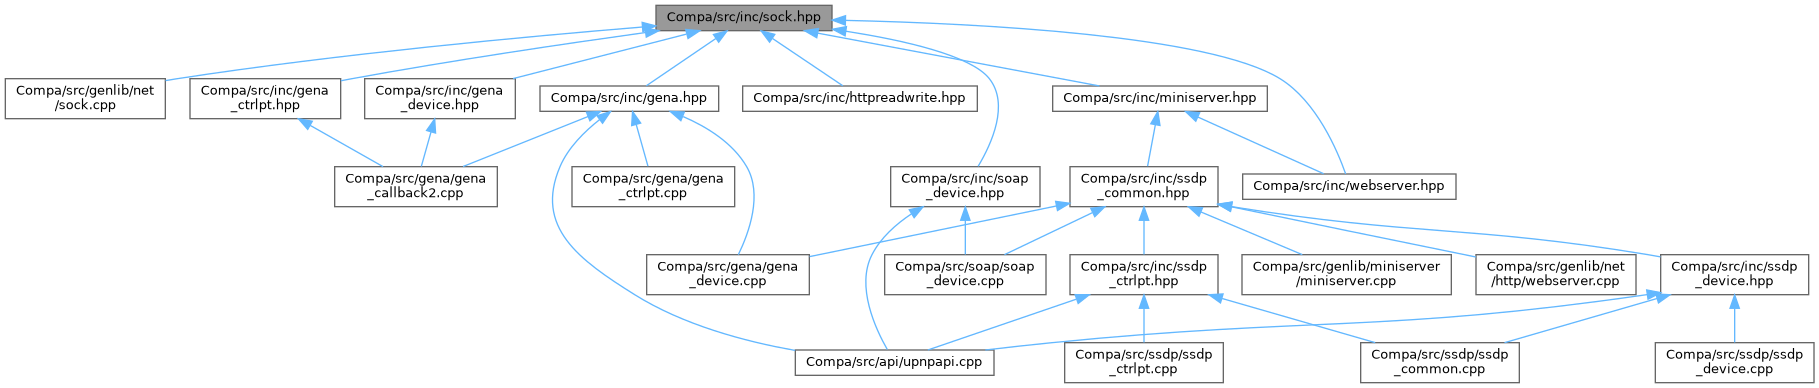 Compa/src/inc/sock.hpp
Compa/src/genlib/net
/sock.cpp
Compa/src/inc/gena
_ctrlpt.hpp
Compa/src/inc/gena
_device.hpp
Compa/src/inc/gena.hpp
Compa/src/inc/httpreadwrite.hpp
Compa/src/inc/miniserver.hpp
Compa/src/gena/gena
_callback2.cpp
Compa/src/gena/gena
_ctrlpt.cpp
Compa/src/inc/soap
_device.hpp
Compa/src/inc/ssdp
_common.hpp
Compa/src/inc/webserver.hpp
Compa/src/gena/gena
_device.cpp
Compa/src/soap/soap
_device.cpp
Compa/src/inc/ssdp
_ctrlpt.hpp
Compa/src/genlib/miniserver
/miniserver.cpp
Compa/src/genlib/net
/http/webserver.cpp
Compa/src/inc/ssdp
_device.hpp
Compa/src/api/upnpapi.cpp
Compa/src/ssdp/ssdp
_ctrlpt.cpp
Compa/src/ssdp/ssdp
_common.cpp
Compa/src/ssdp/ssdp
_device.cpp